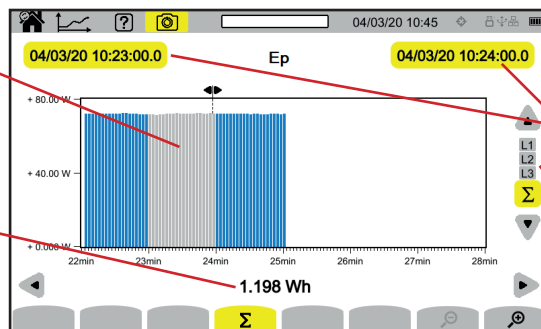 ?
04/03/20 10:45
04/03/20 10:23:00.0
Ep
04/03/20 10:24:00.0
+ 80.00 W
+ 40.00 W
+ 0.000 W
22min 23min 24min 25min 26min 27min 28min
L1
L2
L3
Σ
1.198 Wh
Σ